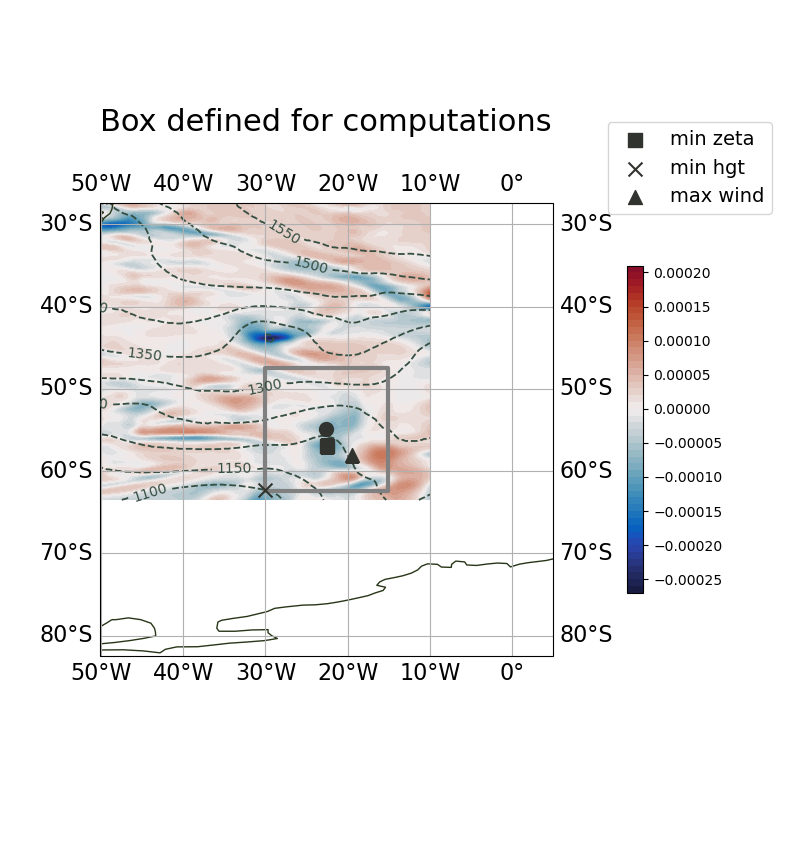 Box defined for computations
min zeta
min hgt
max wind
50°W 40°W 30°W 20°W 10°W 0°
30°S 30°S
40°S 40°S
50°S 50°S
60°S 60°S
70°S 70°S
80°S 80°S
50°W 40°W 30°W 20°W 10°W 0°
1550
1500
0
1350
1300
0
1150
1100
0.00020
0.00015
0.00010
0.00005
0.00000
−0.00005
−0.00010
−0.00015
−0.00020
−0.00025